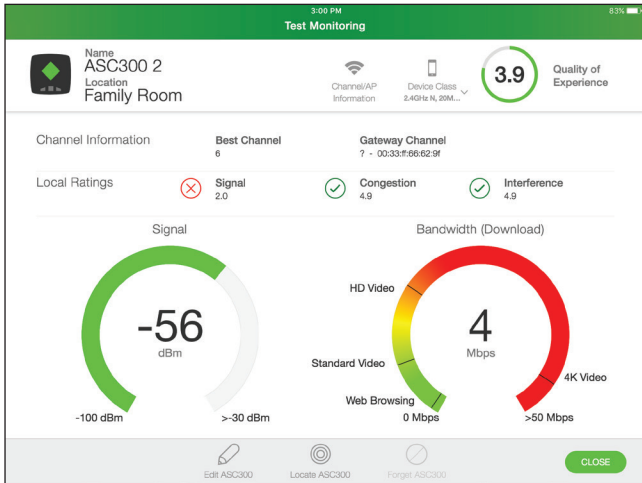 3:00 PM
83%
Test Monitoring
Name
ASC300 2
Location
Family Room
Channel/AP
Information
Device Class
2.4GHz N, 20M...
3.9
Quality of
Experience
Channel Information
Best Channel
6
Gateway Channel
? - 00:33:ff:66:62:9f
Local Ratings
Signal
2.0
Congestion
4.9
Interference
4.9
Signal
-56
dBm
-100 dBm
>-30 dBm
Bandwidth (Download)
HD Video
4
Mbps
Standard Video
4K Video
Web Browsing
0 Mbps
>50 Mbps
Edit ASC300
Locate ASC300
Forget ASC300
CLOSE